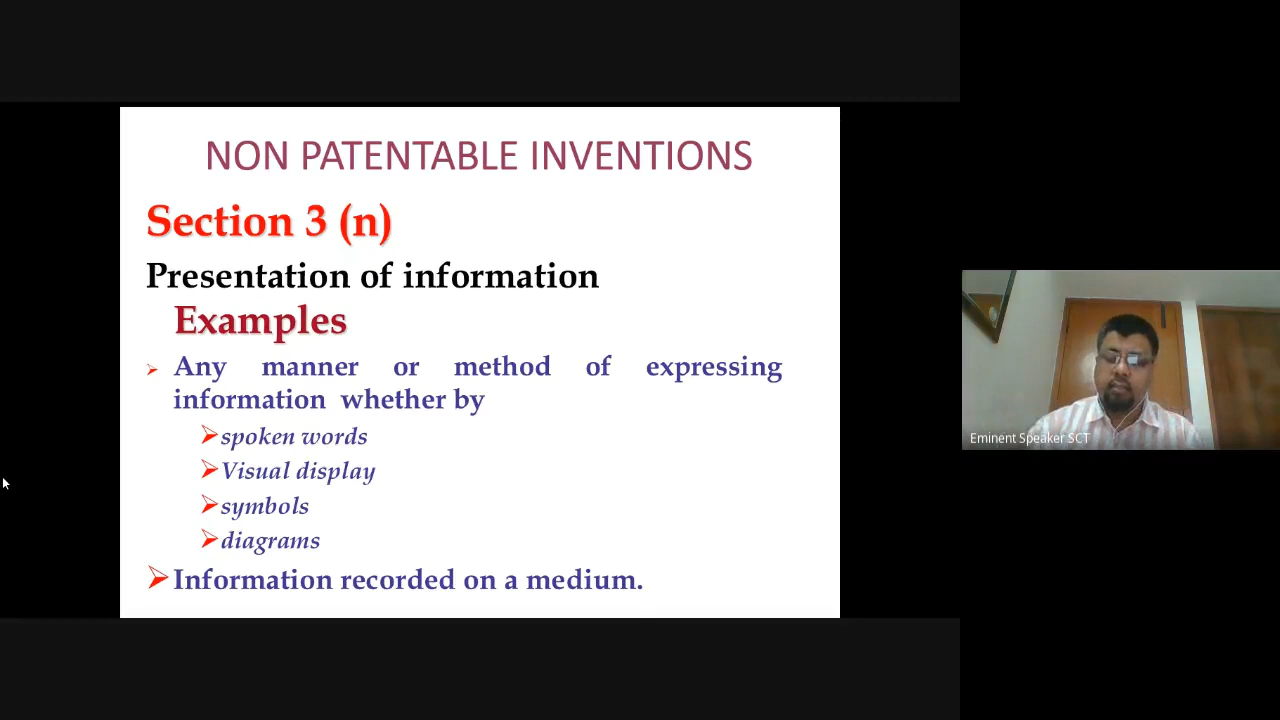 NON PATENTABLE INVENTIONS
Section 3 (n)
Presentation of information
Examples
Any manner or method of expressing
information whether by
spoken words
Visual display
symbols
diagrams
Information recorded on a medium.
Eminent Speaker SCT